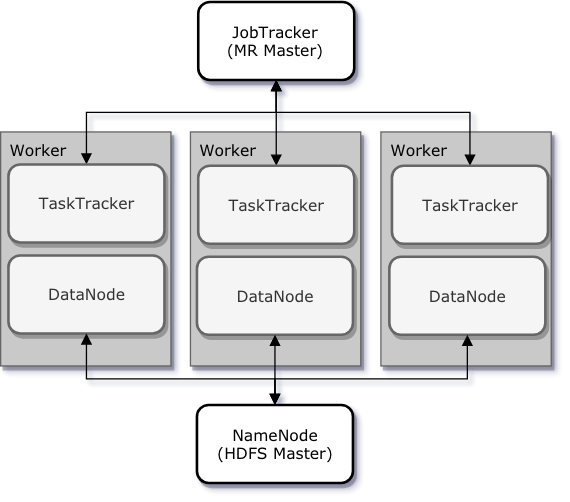 JobTracker
(MR Master)
Worker
Worker
Worker
TaskTracker
TaskTracker
TaskTracker
DataNode
DataNode
DataNode
NameNode
(HDFS Master)